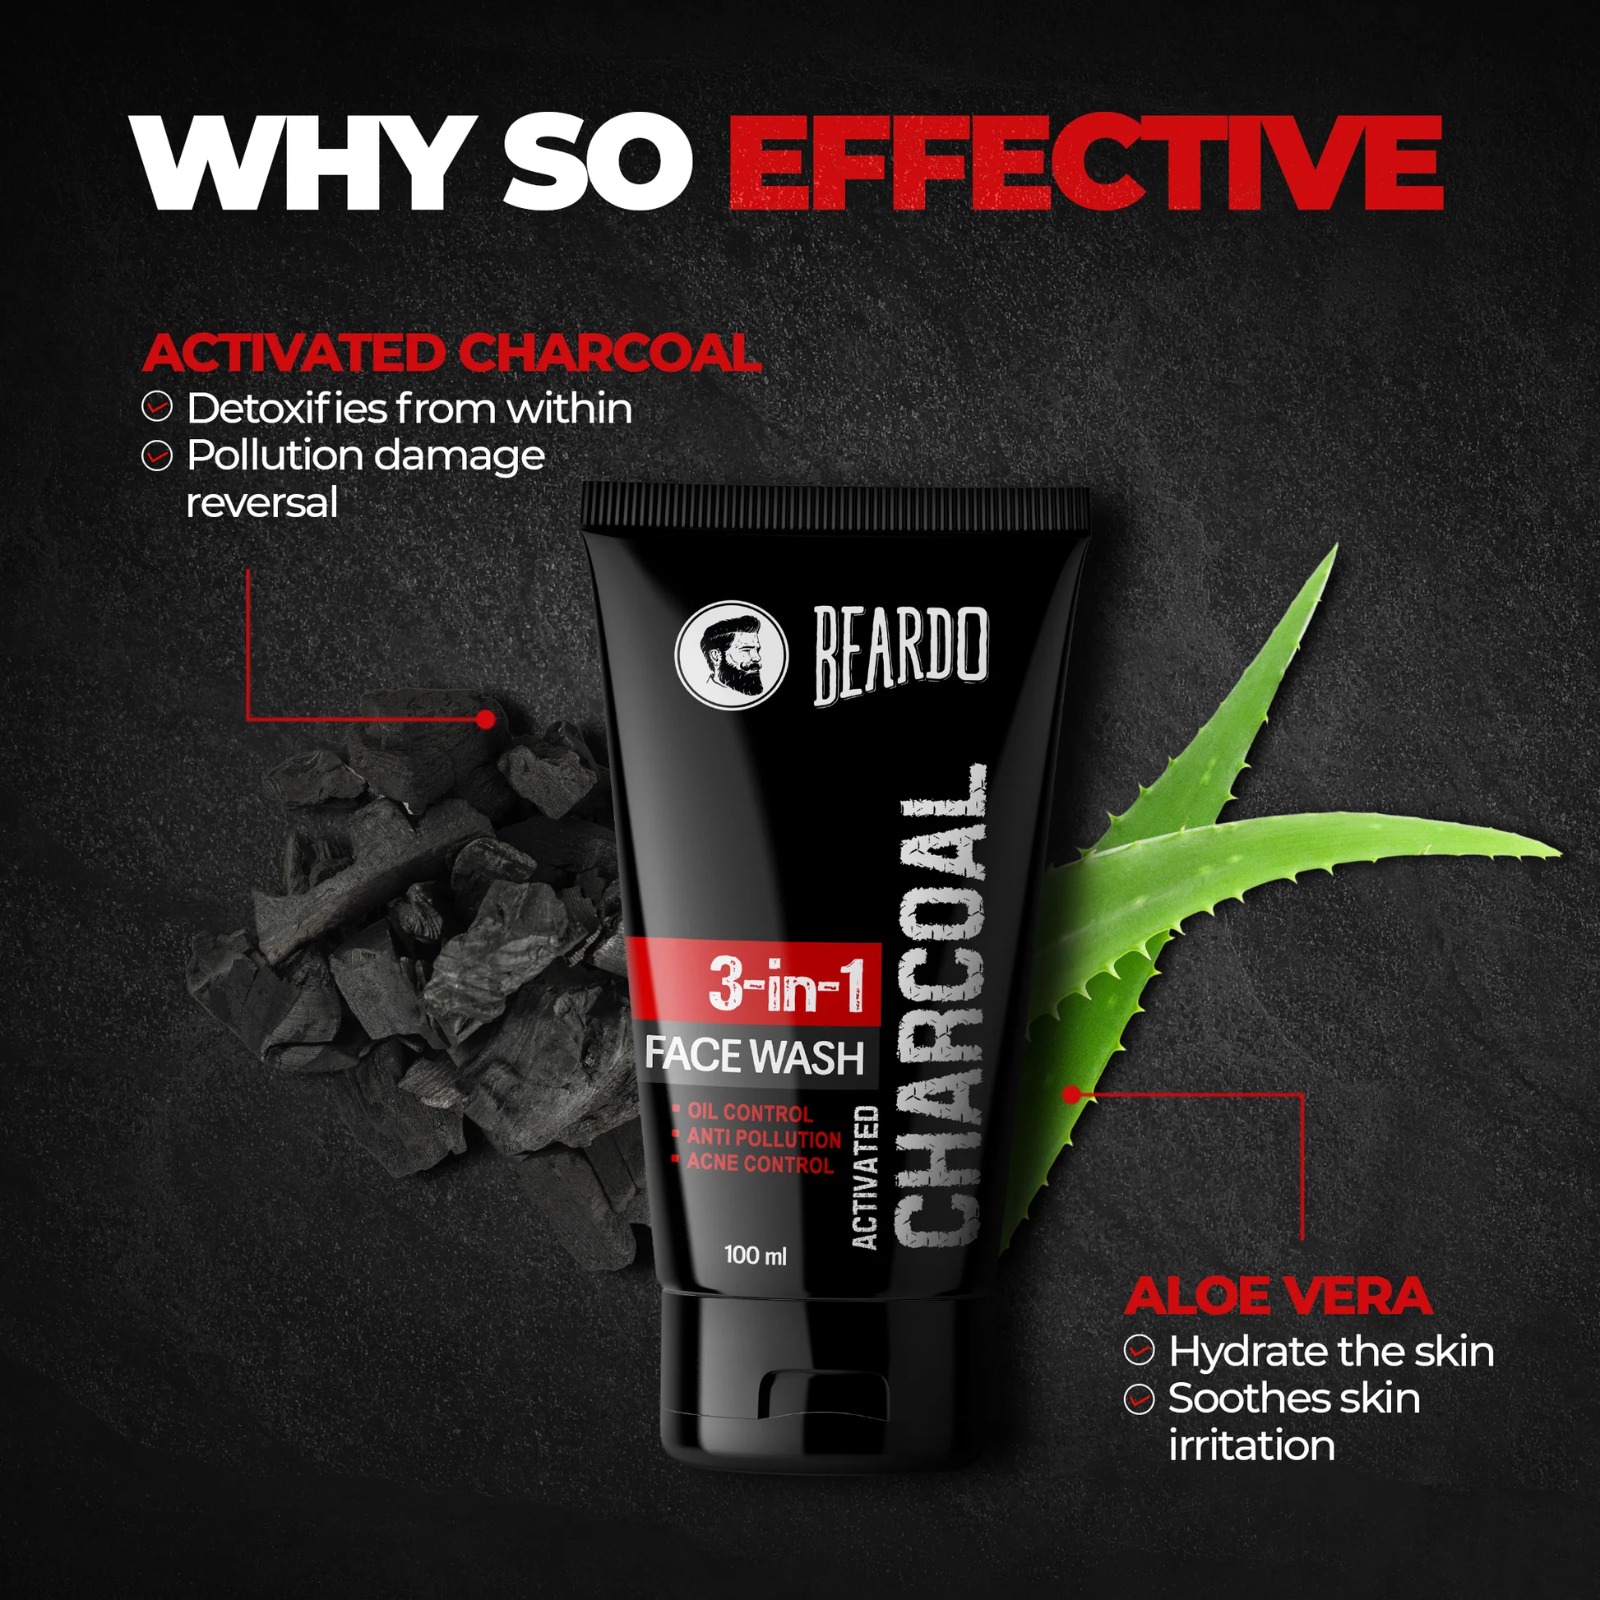 WHY SO EFFECTIVE
ACTIVATED CHARCOAL
Detoxifies from within
Pollution damage
reversal
BEARDO
3-in-1
FACE WASH
OIL CONTROL
ANTI POLLUTION
ACNE CONTROL
ACTIVATED
CHARCOAL
100 ml
ALOE VERA
Hydrate the skin
Soothes skin
irritation